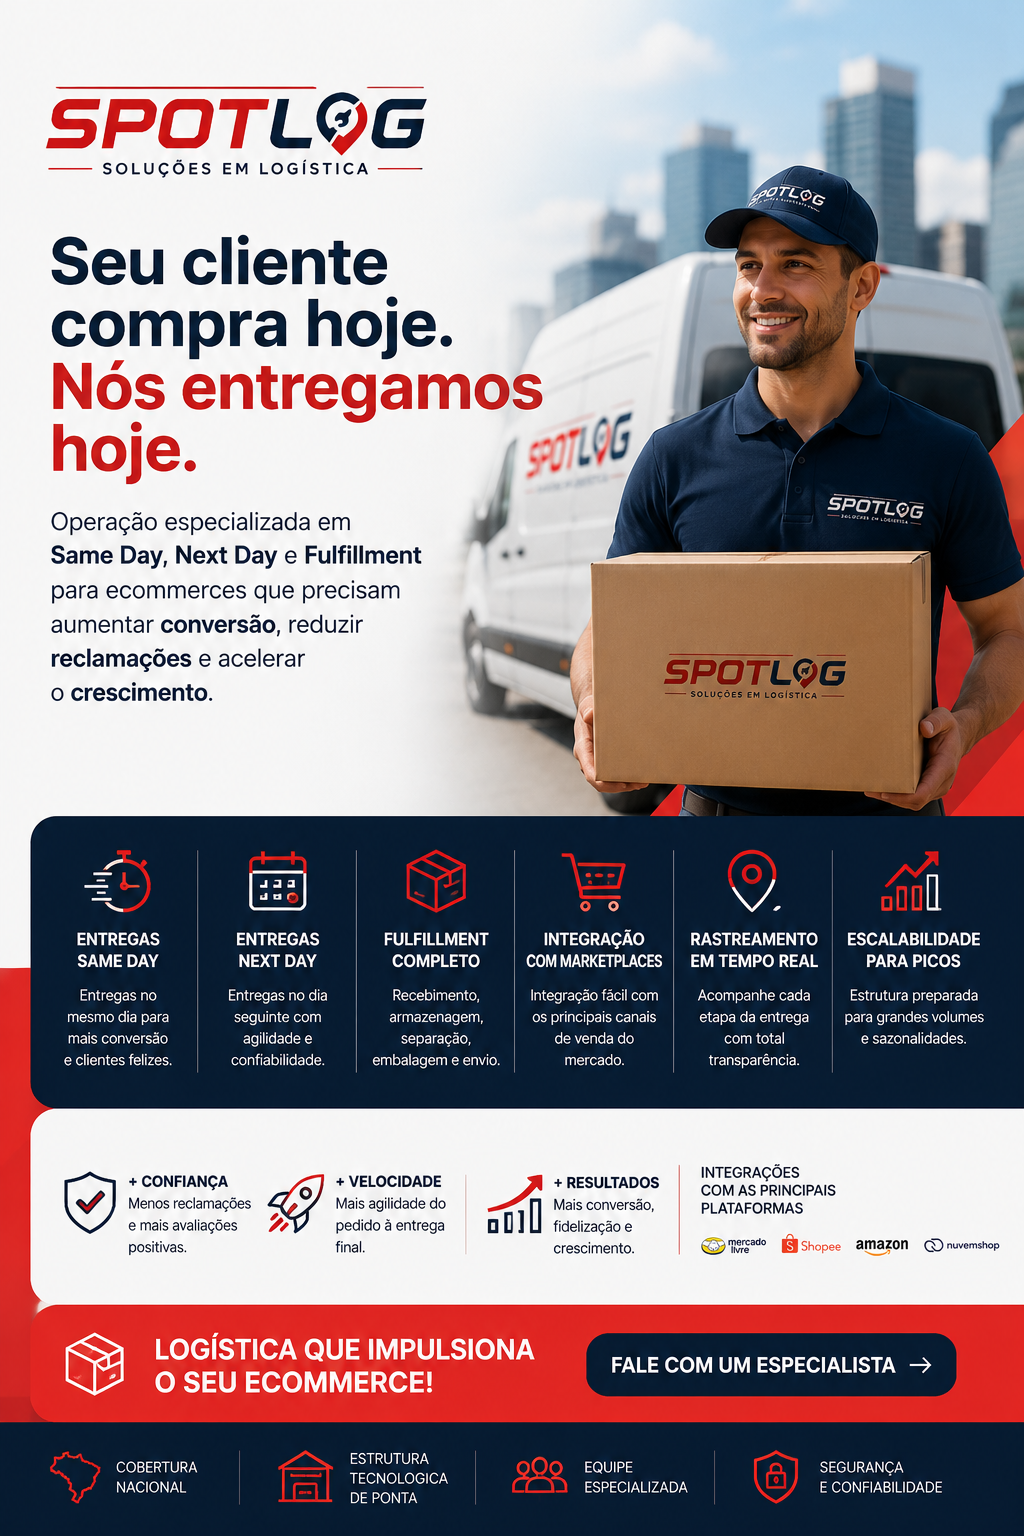 SPOTLOG
SOLUÇÕES EM LOGÍSTICA
Seu cliente
compra hoje.
Nós entregamos
hoje.
Operação especializada em
Same Day, Next Day e Fulfillment
para ecommerces que precisam
aumentar conversão, reduzir
reclamações e acelerar
o crescimento.
SPOTLOG
SPOTLOG
SPOTLOG
SOLUÇÕES EM LOGÍSTICA
SPOTLOG
SOLUÇÕES EM LOGÍSTICA
ENTREGAS
SAME DAY
Entregas no
mesmo dia para
mais conversão
e clientes felizes.
ENTREGAS
NEXT DAY
Entregas no dia
seguinte com
agilidade e
confiabilidade.
FULFILLMENT
COMPLETO
Recebimento,
armazenagem,
separação,
embalagem e envio.
INTEGRAÇÃO
COM MARKETPLACES
Integração fácil com
os principais canais
de venda do
mercado.
RASTREAMENTO
EM TEMPO REAL
Acompanhe cada
etapa da entrega
com total
transparência.
ESCALABILIDADE
PARA PICOS
Estrutura preparada
para grandes volumes
e sazonalidades.
+ CONFIANÇA
Menos reclamações
e mais avaliações
positivas.
+ VELOCIDADE
Mais agilidade do
pedido à entrega
final.
+ RESULTADOS
Mais conversão,
fidelização e
crescimento.
INTEGRAÇÕES
COM AS PRINCIPAIS
PLATAFORMAS
mercado
livre
Shopee
amazon
nuvemshop
LOGÍSTICA QUE IMPULSIONA
O SEU ECOMMERCE!
FALE COM UM ESPECIALISTA →
COBERTURA
NACIONAL
ESTRUTURA
TECNOLOGICA
DE PONTA
EQUIPE
ESPECIALIZADA
SEGURANÇA
E CONFIABILIDADE